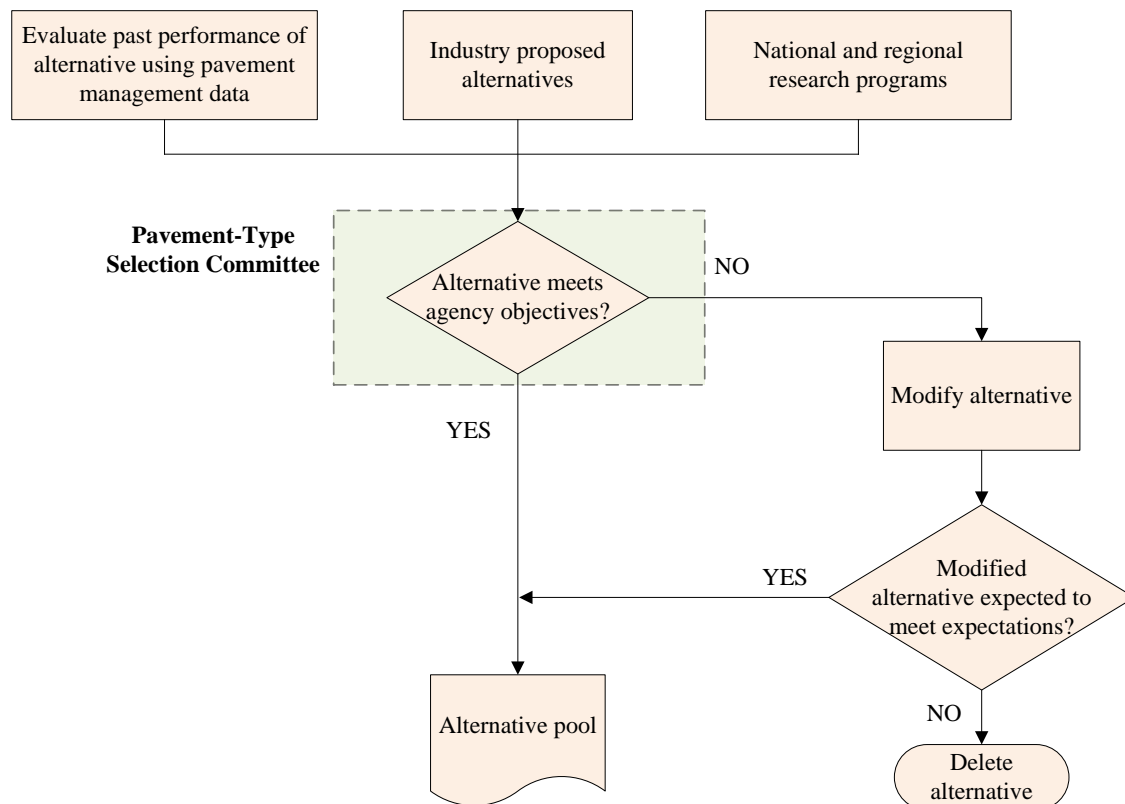 Evaluate past performance of
alternative using pavement
management data
Industry proposed
alternatives
National and regional
research programs
Pavement-Type
Selection Committee
Alternative meets
agency objectives?
NO
YES
Modify alternative
Modified
alternative expected to
meet expectations?
YES
NO
Alternative pool
Delete
alternative